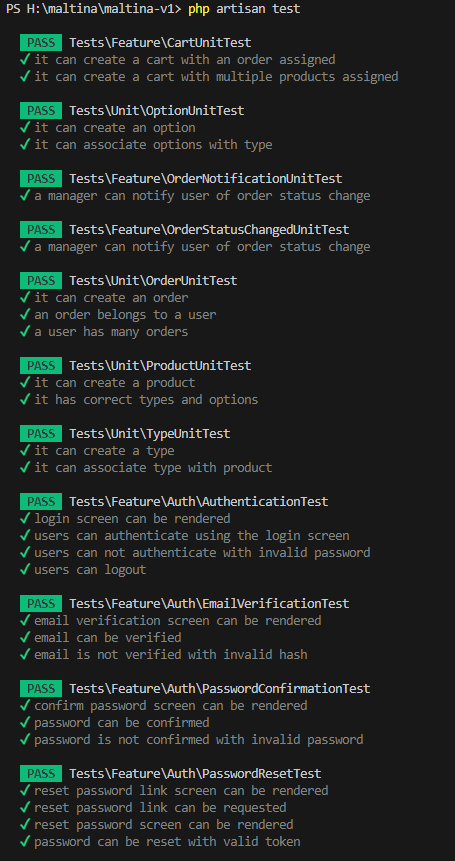 PS H:\maltina\maltina-v1> php artisan test
PASS Tests\Feature\CartUnitTest
✓ it can create a cart with an order assigned
✓ it can create a cart with multiple products assigned
PASS Tests\Unit\OptionUnitTest
✓ it can create an option
✓ it can associate options with type
PASS Tests\Feature\OrderNotificationUnitTest
✓ a manager can notify user of order status change
PASS Tests\Feature\OrderStatusChangedUnitTest
✓ a manager can notify user of order status change
PASS Tests\Unit\OrderUnitTest
✓ it can create an order
✓ an order belongs to a user
✓ a user has many orders
PASS Tests\Unit\ProductUnitTest
✓ it can create a product
✓ it has correct types and options
PASS Tests\Unit\TypeUnitTest
✓ it can create a type
✓ it can associate type with product
PASS Tests\Feature\Auth\AuthenticationTest
✓ login screen can be rendered
✓ users can authenticate using the login screen
✓ users can not authenticate with invalid password
✓ users can logout
PASS Tests\Feature\Auth\EmailVerificationTest
✓ email verification screen can be rendered
✓ email can be verified
✓ email is not verified with invalid hash
PASS Tests\Feature\Auth\PasswordConfirmationTest
✓ confirm password screen can be rendered
✓ password can be confirmed
✓ password is not confirmed with invalid password
PASS Tests\Feature\Auth\PasswordResetTest
✓ reset password link screen can be rendered
✓ reset password link can be requested
✓ reset password screen can be rendered
✓ password can be reset with valid token